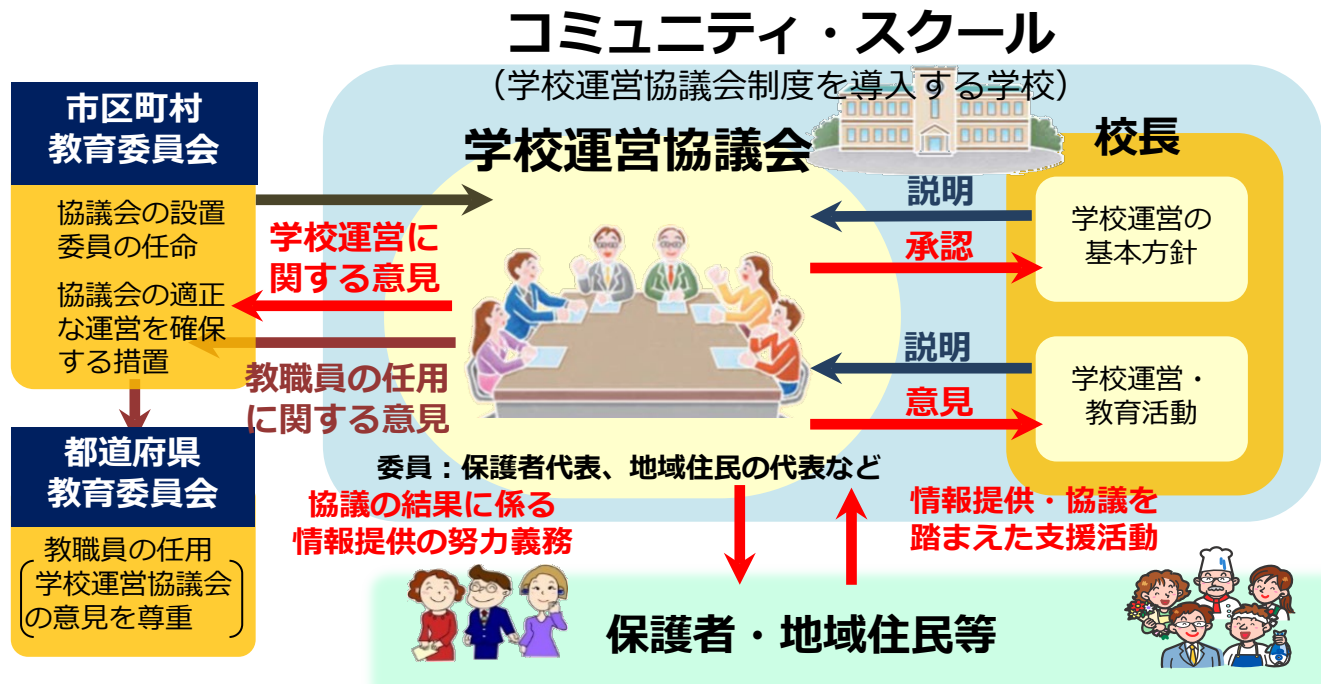 コミュニティ・スクール
（学校運営協議会制度を導入する学校）
市区町村
教育委員会
協議会の設置
委員の任命
協議会の適正
な運営を確保
する措置
都道府県
教育委員会
教職員の任用
学校運営協議会
の意見を尊重
学校運営に
関する意見
教職員の任用
に関する意見
学校運営協議会
委員：保護者代表、地域住民の代表など
校長
説明
承認
学校運営の
基本方針
説明
意見
学校運営・
教育活動
協議の結果に係る
情報提供の努力義務
情報提供・協議を
踏まえた支援活動
保護者・地域住民等